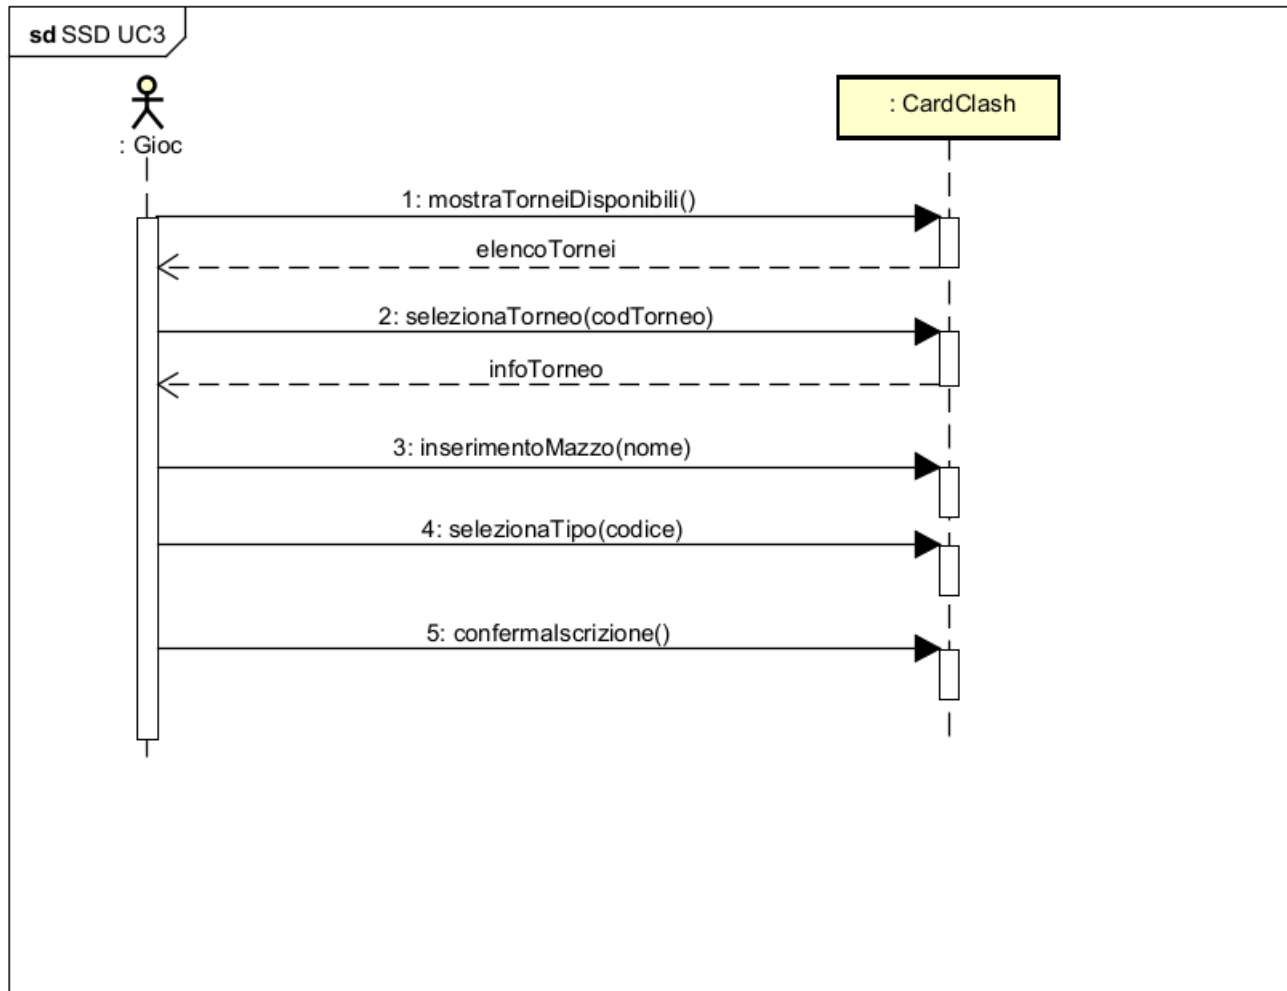 sd SSD UC3
: Gioc
: CardClash
1: mostraTorneiDisponibili()
elencoTornei
2: selezionaTorneo(codTorneo)
infoTorneo
3: inserimentoMazzo(nome)
4: selezionaTipo(codice)
5: confermaIscrizione()